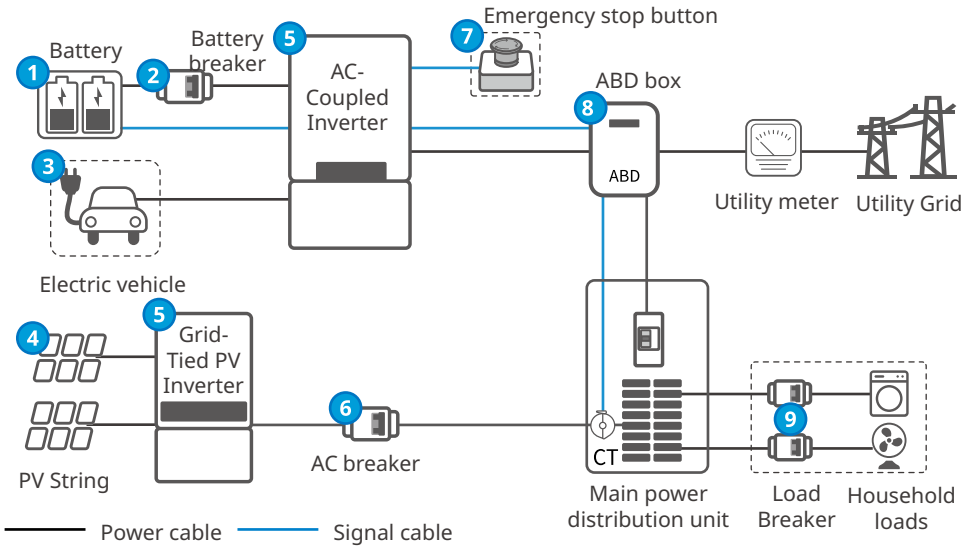 Emergency stop button
Battery
Battery
breaker
5
7
1
2
AC-
Coupled
Inverter
ABD box
8
ABD
3
Utility meter
Utility Grid
Electric vehicle
4
5
Grid-
Tied PV
Inverter
6
AC breaker
9
CT
PV String
Main power
distribution unit
Load
Breaker
Household
loads
Power cable
Signal cable